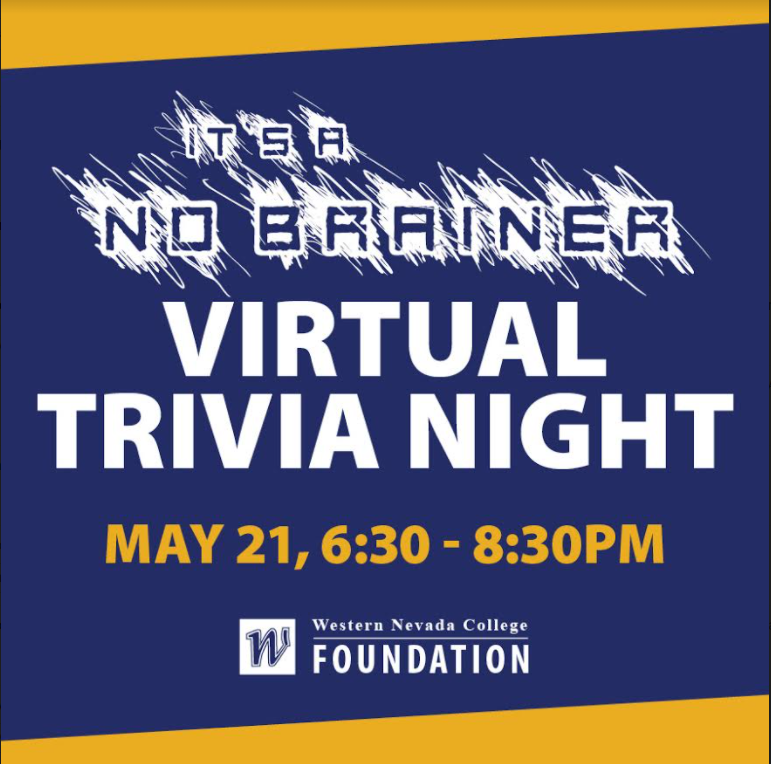 IT'S A
NO BRAINER
VIRTUAL
TRIVIA NIGHT
MAY 21, 6:30 - 8:30PM
W
Western Nevada College
FOUNDATION